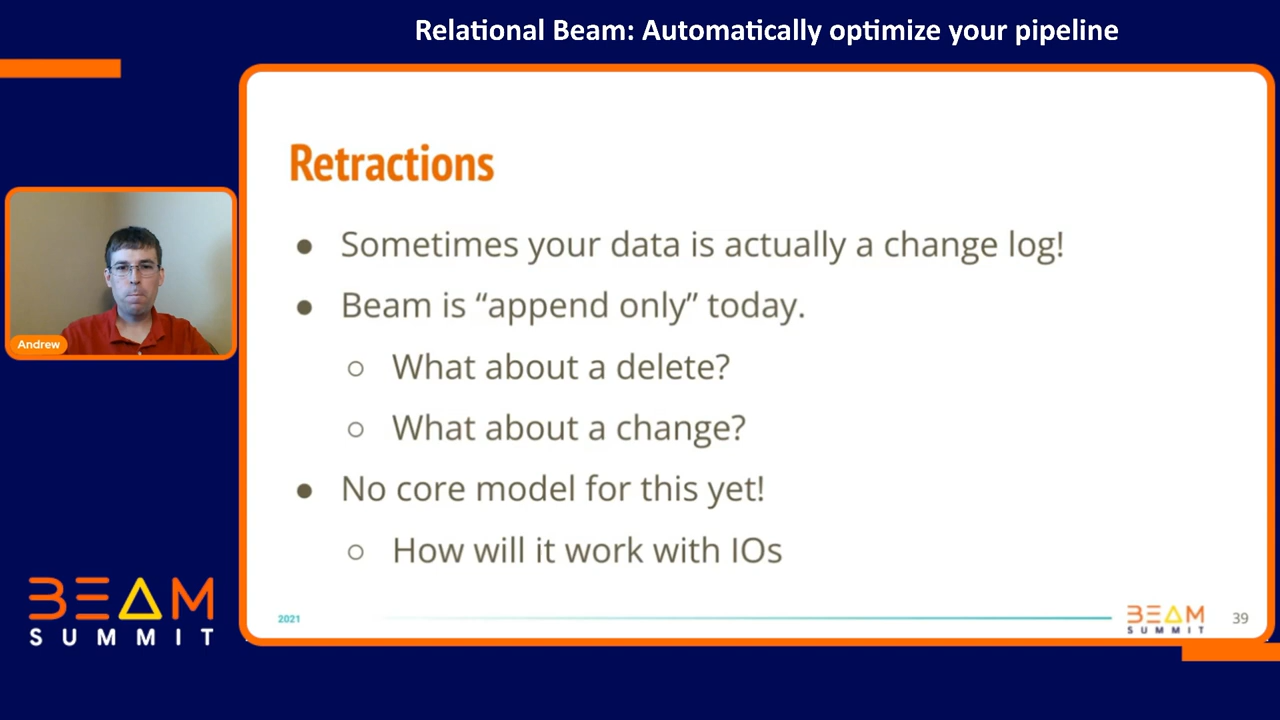 Relational Beam: Automatically optimize your pipeline
Retractions
● Sometimes your data is actually a change log!
● Beam is “append only” today.
○ What about a delete?
○ What about a change?
● No core model for this yet!
○ How will it work with IOs
Andrew
BEAM
SUMMIT
2021
BEAM
SUMMIT
39